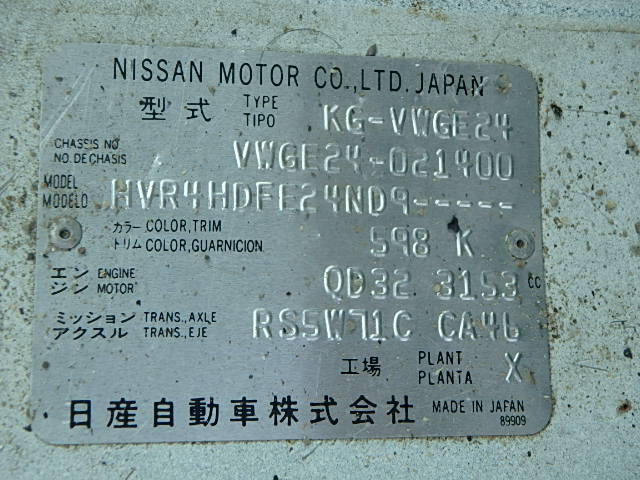 NISSAN MOTOR CO.,LTD. JAPAN
型式 TYPE TIPO KG-VWGE24
CHASSIS NO NO. DE CHASIS VWGE24-021400
MODEL MODELO HVR4HDFE24ND9-----
カラー COLOR,TRIM
トリム COLOR,GUARNICION 598 K
エンジン ENGINE MOTOR QD32 3153 CC
ミッション TRANS.,AXLE
アクスル TRANS.,EJE RS5W71C CA46
工場 PLANT PLANTA X
日産自動車株式会社 MADE IN JAPAN
89909